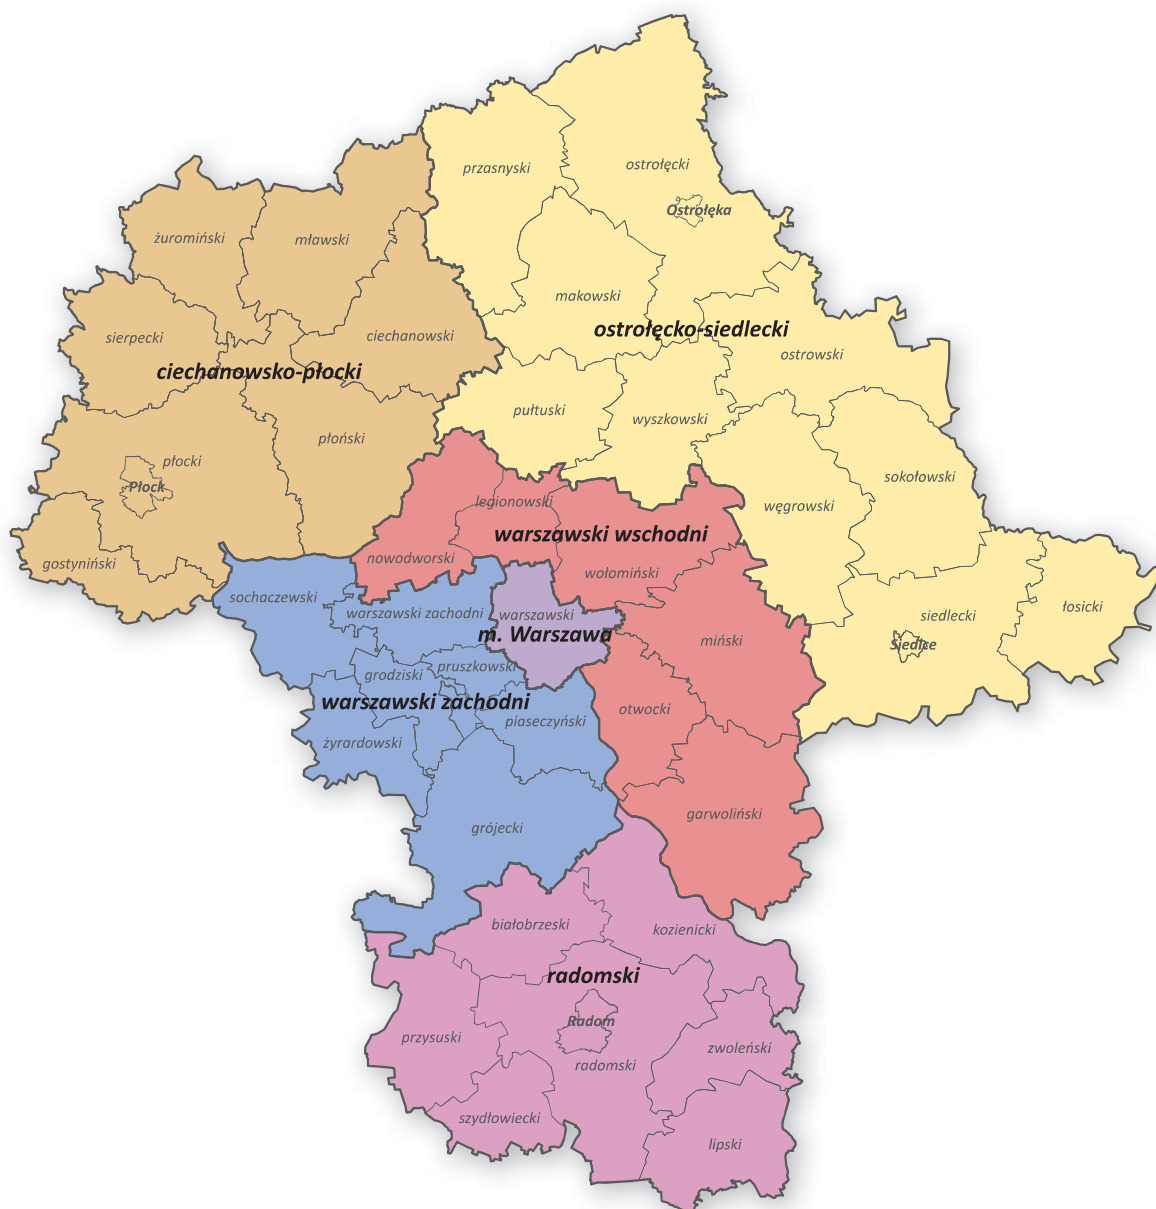 przasnyski
ostrołęcki
Ostrołęka
żuromiński
mławski
makowski
sierpecki
ciechanowski
ostrołęcko-siedlecki
ostrowski
ciechanowsko-płocki
pułtuski
wyszkowski
płoński
płocki
Płock
sokołowski
węgrowski
legionowski
warszawski wschodni
gostyniński
nowodworski
wołomiński
sochaczewski
warszawski zachodni
warszawski
m. Warszawa
siedlecki
łosicki
Siedlce
miński
pruszkowski
grodziski
warszawski zachodni
otwocki
piaseczyński
żyrardowski
garwoliński
grójecki
białobrzeski
kozienicki
radomski
Radom
przysuski
zwoleński
radomski
szydłowiecki
lipski